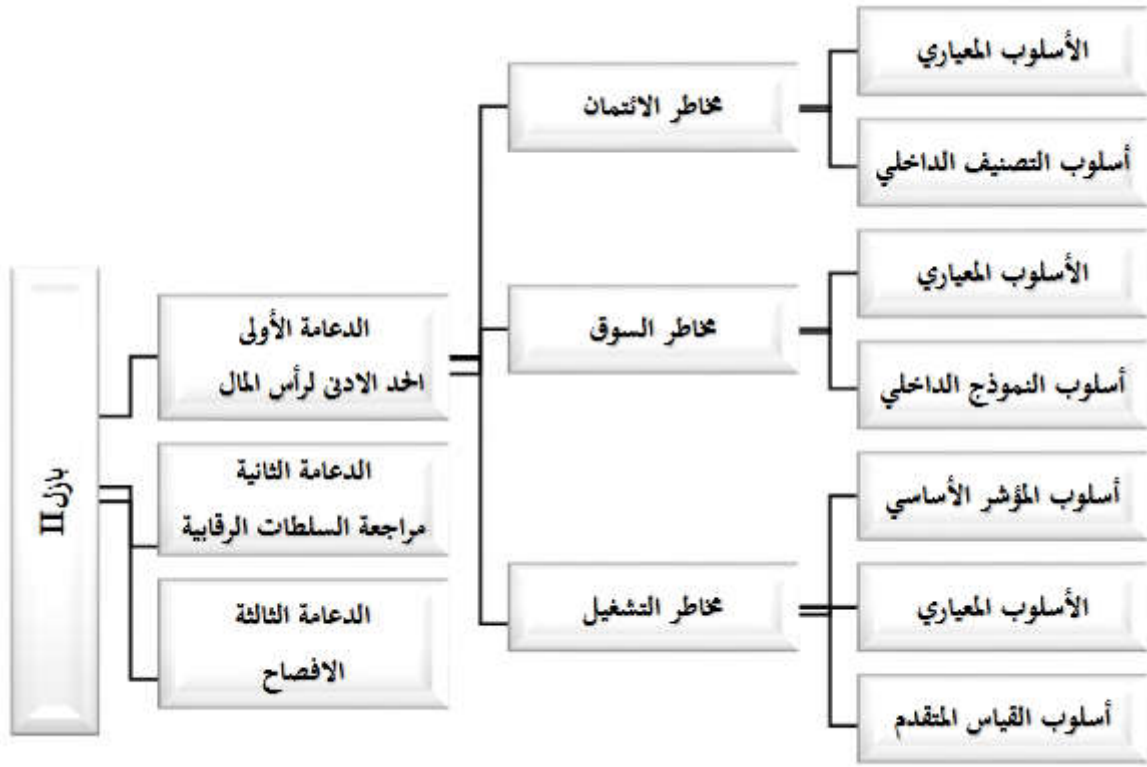 بازل II
الدعامة الأولى
الحد الادنى لرأس المال
الدعامة الثانية
مراجعة السلطات الرقابية
الدعامة الثالثة
الافصاح
مخاطر الائتمان
مخاطر السوق
مخاطر التشغيل
الأسلوب المعياري
أسلوب التصنيف الداخلي
الأسلوب المعياري
أسلوب النموذج الداخلي
أسلوب المؤشر الأساسي
الأسلوب المعياري
أسلوب القياس المتقدم